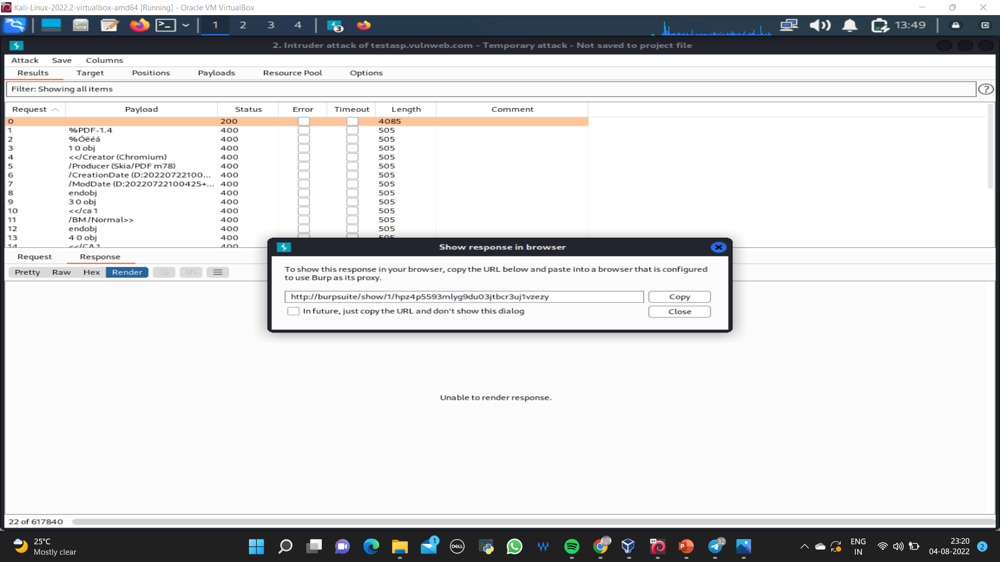 Kali-Linux-2022.2-virtualbox-amd64 [Running] - Oracle VM VirtualBox
1 2 3 4 3 13:49
2. Intruder attack of testasp.vulnweb.com - Temporary attack - Not saved to project file
Attack Save Columns
Results Target Positions Payloads Resource Pool Options
Filter: Showing all items ?
Request Payload Status Error Timeout Length Comment
0 200 4085
1 %PDF-1.4 400 505
2 %Óëéá 400 505
3 1 0 obj 400 505
4 <</Creator (Chromium) 400 505
5 /Producer (Skia/PDF m78) 400 505
6 /CreationDate (D:20220722100... 400 505
7 /ModDate (D:20220722100425+... 400 505
8 endobj 400 505
9 3 0 obj 400 505
10 <</ca 1 400 505
11 /BM /Normal>> 400 505
12 endobj 400 505
13 4 0 obj 400 505
14 <</CA 1 400
Request Response
Pretty Raw Hex Render \n
Show response in browser
To show this response in your browser, copy the URL below and paste into a browser that is configured
to use Burp as its proxy.
http://burpsuite/show/1/hpz4p5593mlyg9du03jtbcr3uj1vzezy Copy
In future, just copy the URL and don't show this dialog Close
Unable to render response.
22 of 617840
25°C
Mostly clear
1
DELL
64
P
32
ENG
IN
23:20
04-08-2022
2